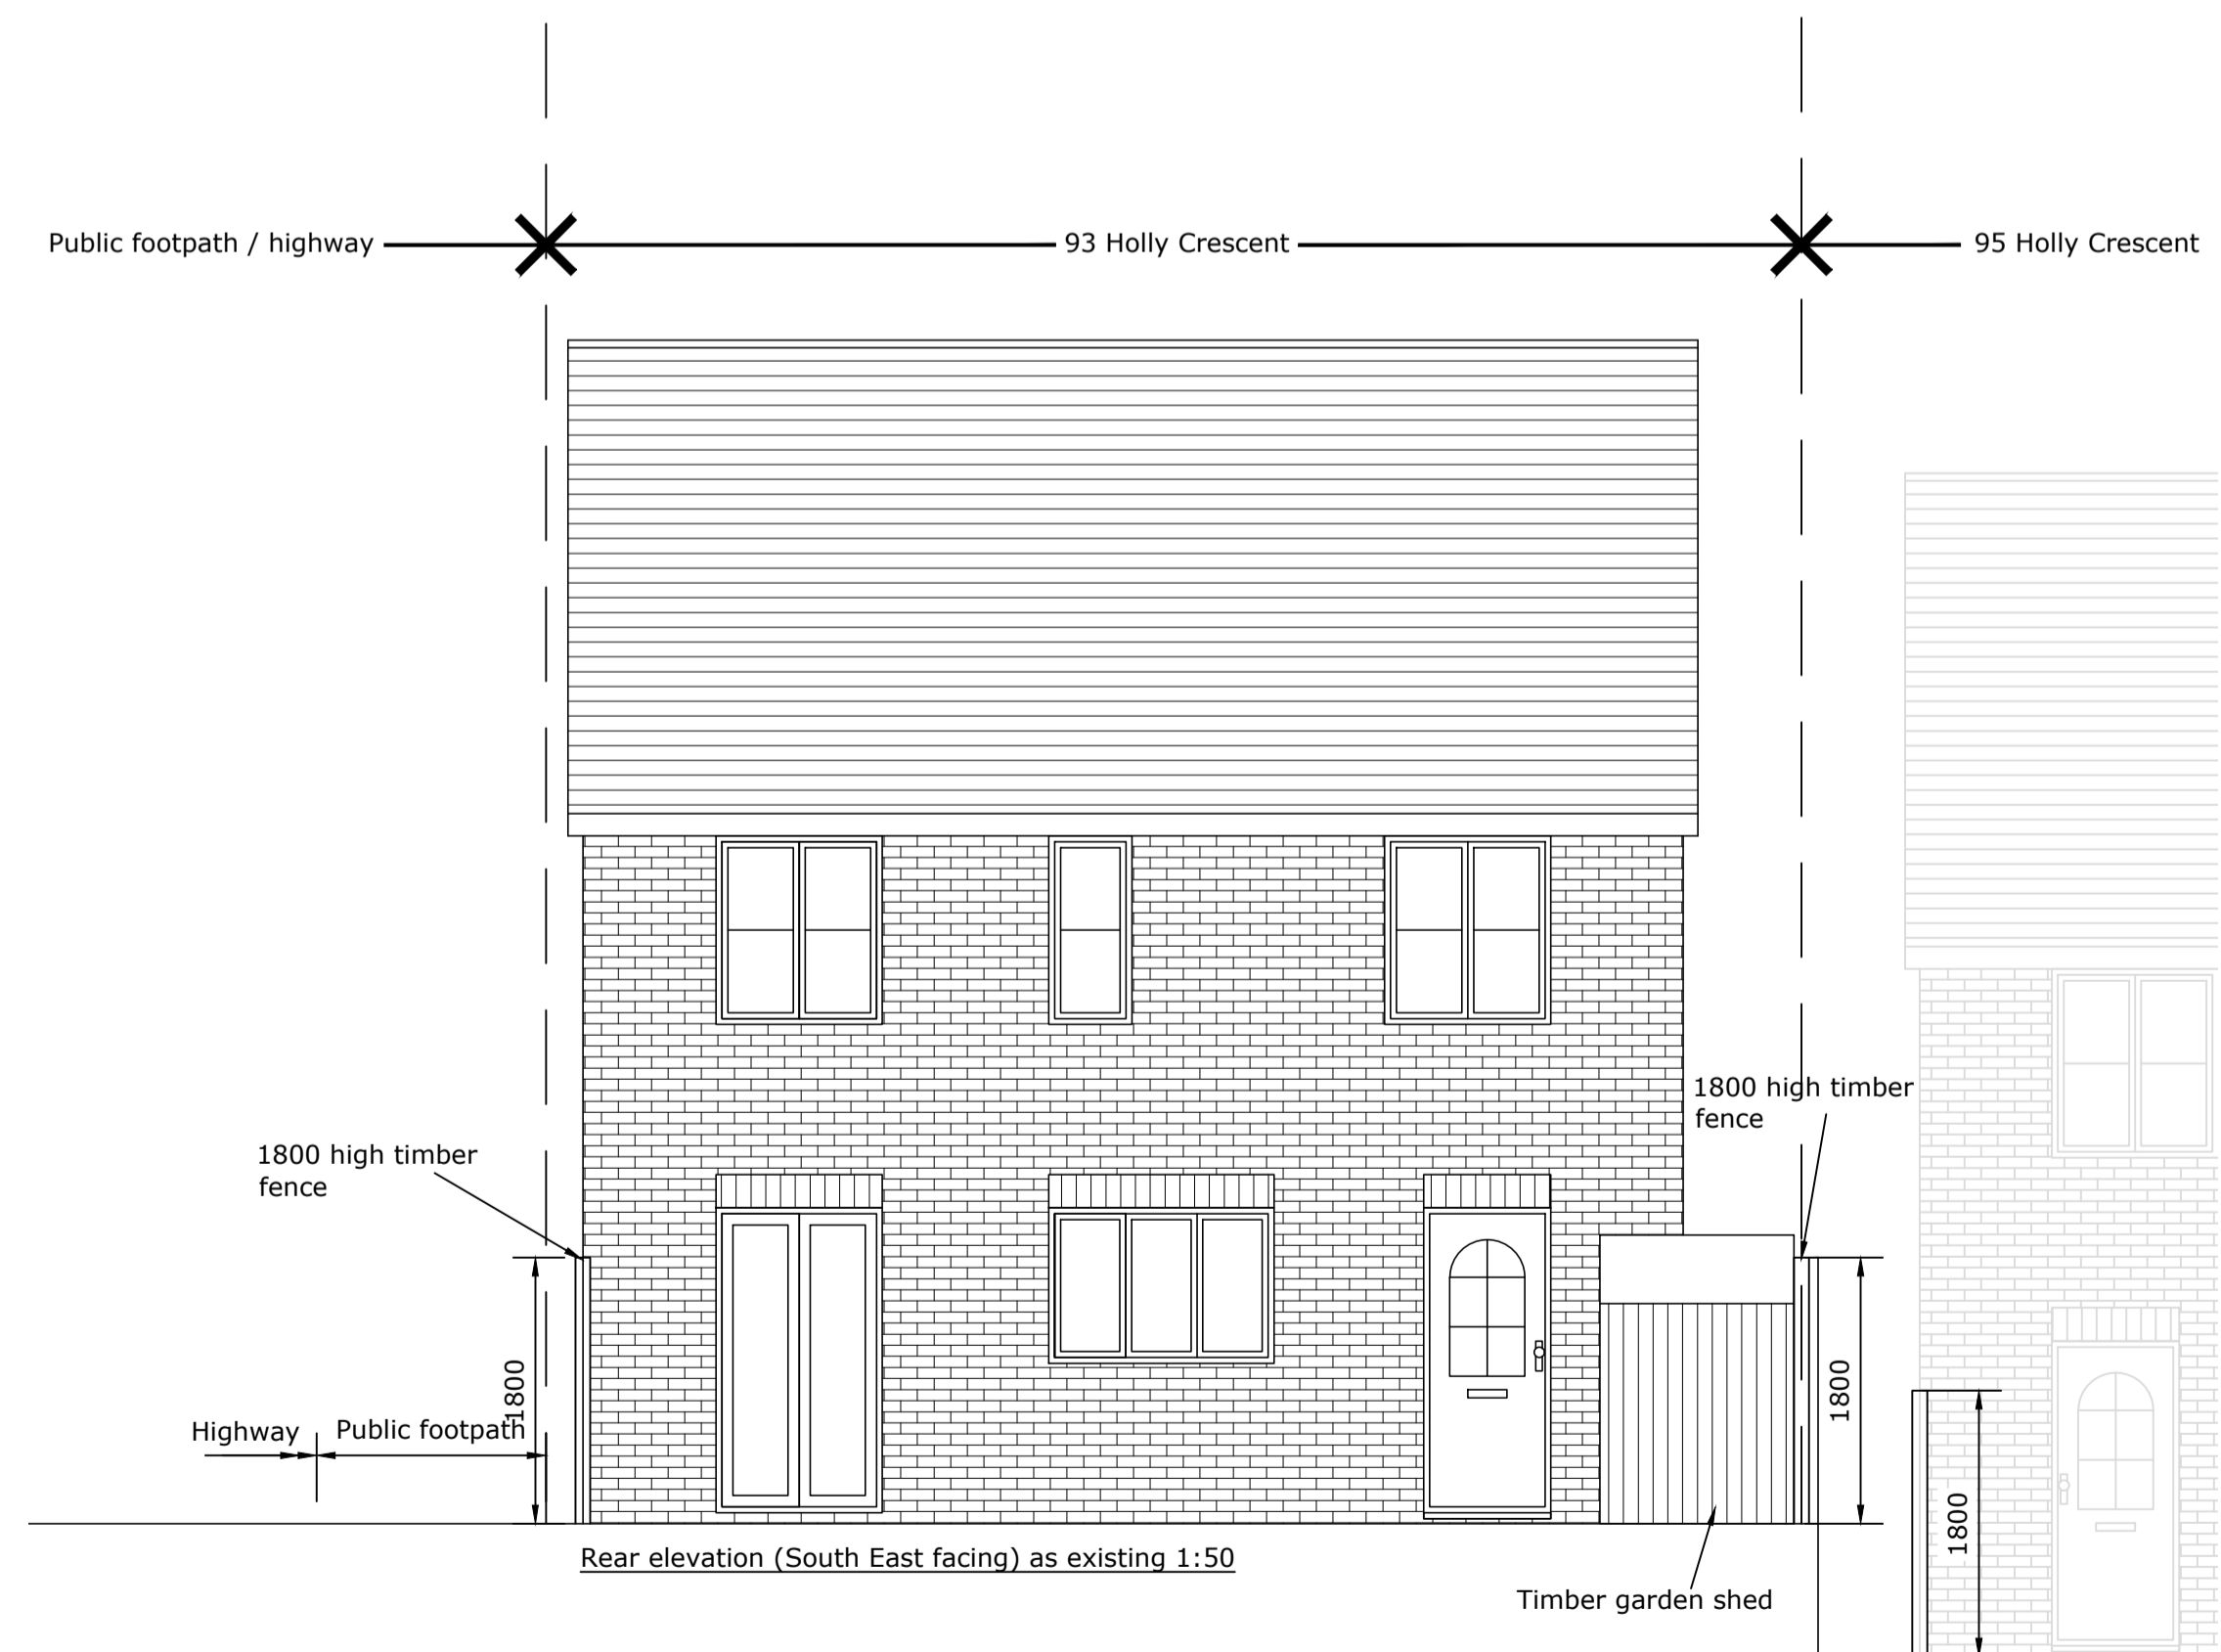 Public footpath / highway
93 Holly Crescent
95 Holly Crescent
1800 high timber
fence
1800 high timber
fence
1800
1800
Highway
Public footpath
1800
Rear elevation (South East facing) as existing 1:50
Timber garden shed